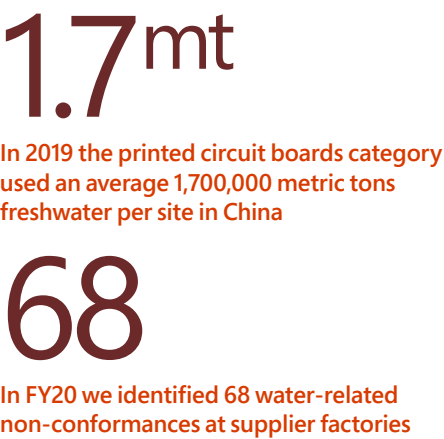 1.7mt
In 2019 the printed circuit boards category
used an average 1,700,000 metric tons
freshwater per site in China
68
In FY20 we identified 68 water-related
non-conformances at supplier factories